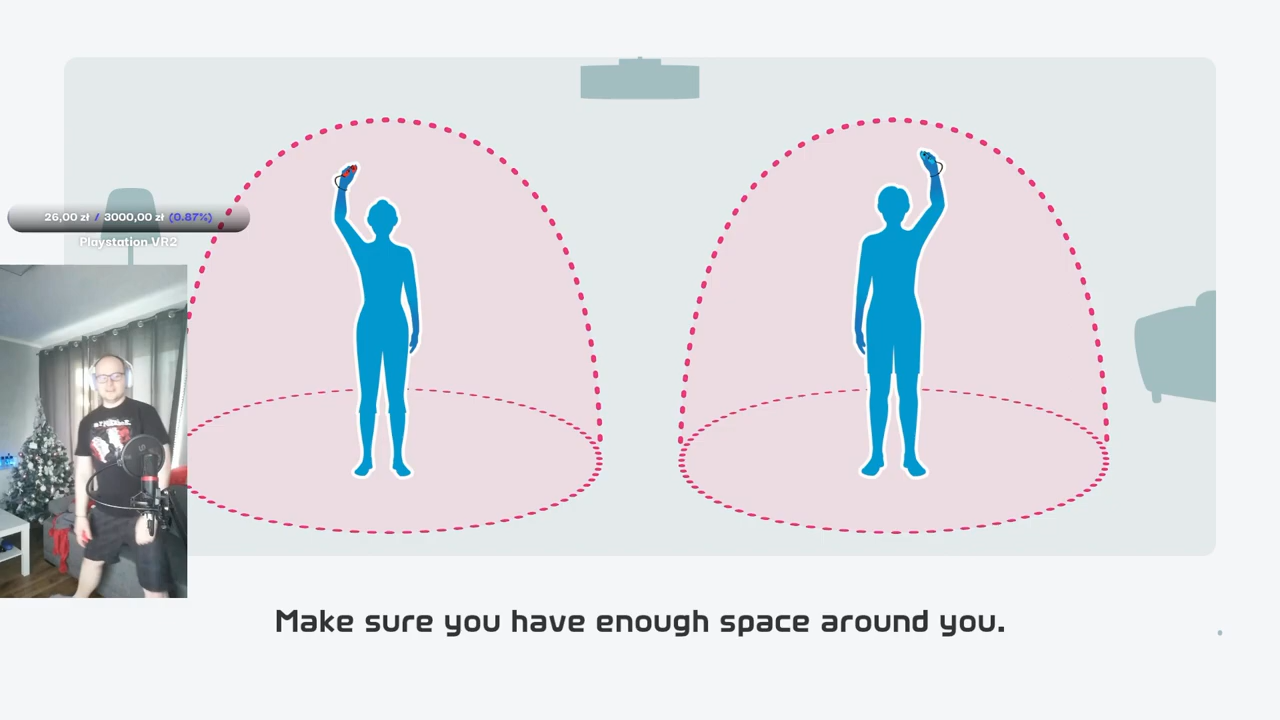 26,00 zł / 3000,00 zł (0.87%)
Playstation VR2
Make sure you have enough space around you.